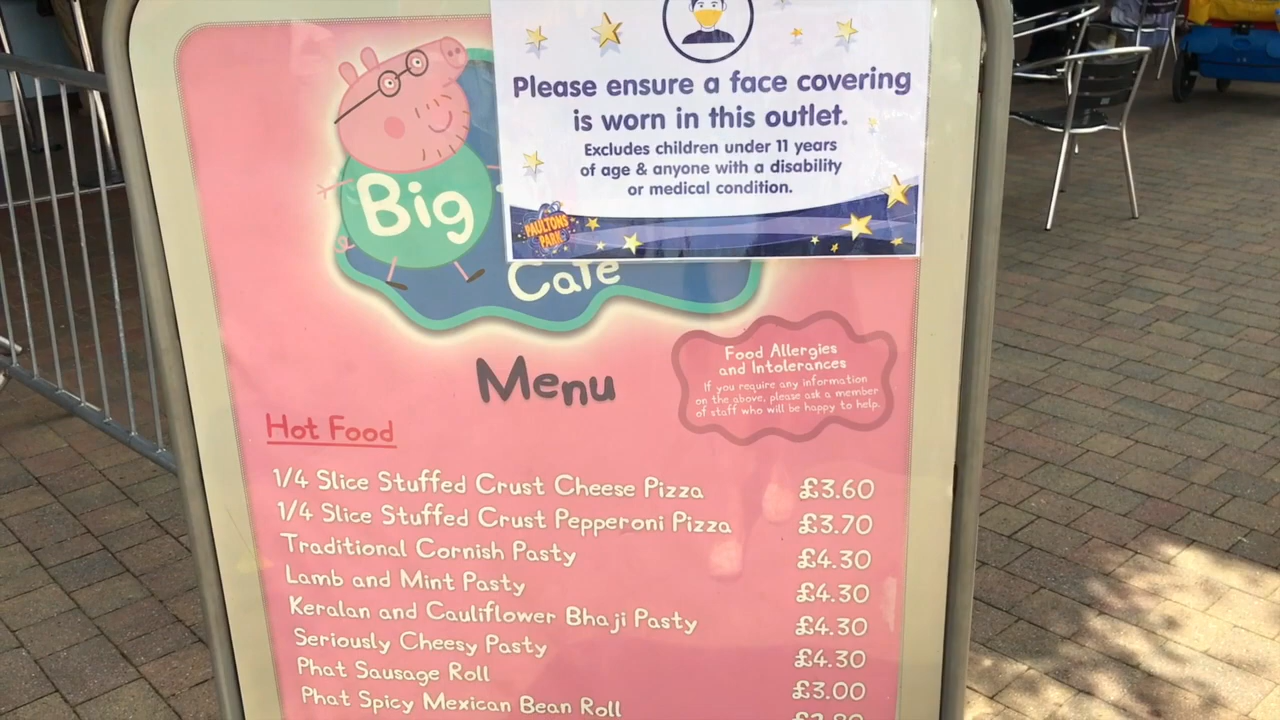 Please ensure a face covering
is worn in this outlet.
Excludes children under 11 years
of age & anyone with a disability
or medical condition.
PAULTONS
PARK
Big
Cafe
Menu
Food Allergies
and Intolerances
If you require any information
on the above, please ask a member
of staff who will be happy to help.
Hot Food
1/4 Slice Stuffed Crust Cheese Pizza £3.60
1/4 Slice Stuffed Crust Pepperoni Pizza £3.70
Traditional Cornish Pasty £4.30
Lamb and Mint Pasty £4.30
Keralan and Cauliflower Bhaji Pasty £4.30
Seriously Cheesy Pasty £4.30
Phat Sausage Roll £3.00
Phat Spicy Mexican Bean Roll